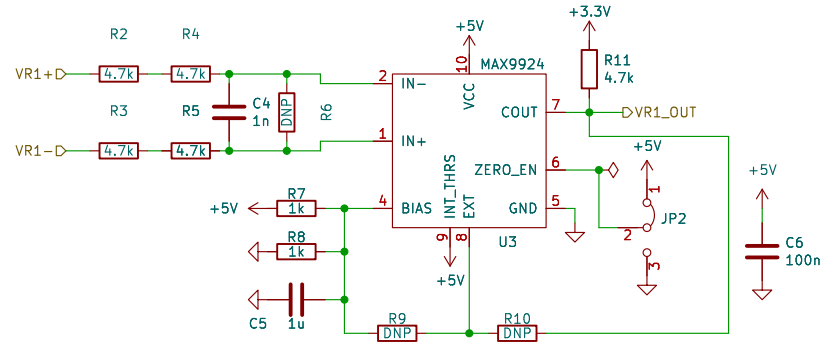 R2
R4
VR1+
4.7k
4.7k
R3
R5
VR1-
4.7k
4.7k
C4
1n
DNP
R6
+5V
10
VCC
MAX9924
2
IN-
1
IN+
4
BIAS
INT_THRS
EXT
COUT
7
ZERO_EN
6
GND
5
9
8
U3
+5V
+3.3V
R11
4.7k
VR1_OUT
+5V
1
2
3
JP2
+5V
C6
100n
+5V
R7
1k
R8
1k
C5
1u
R9
DNP
R10
DNP